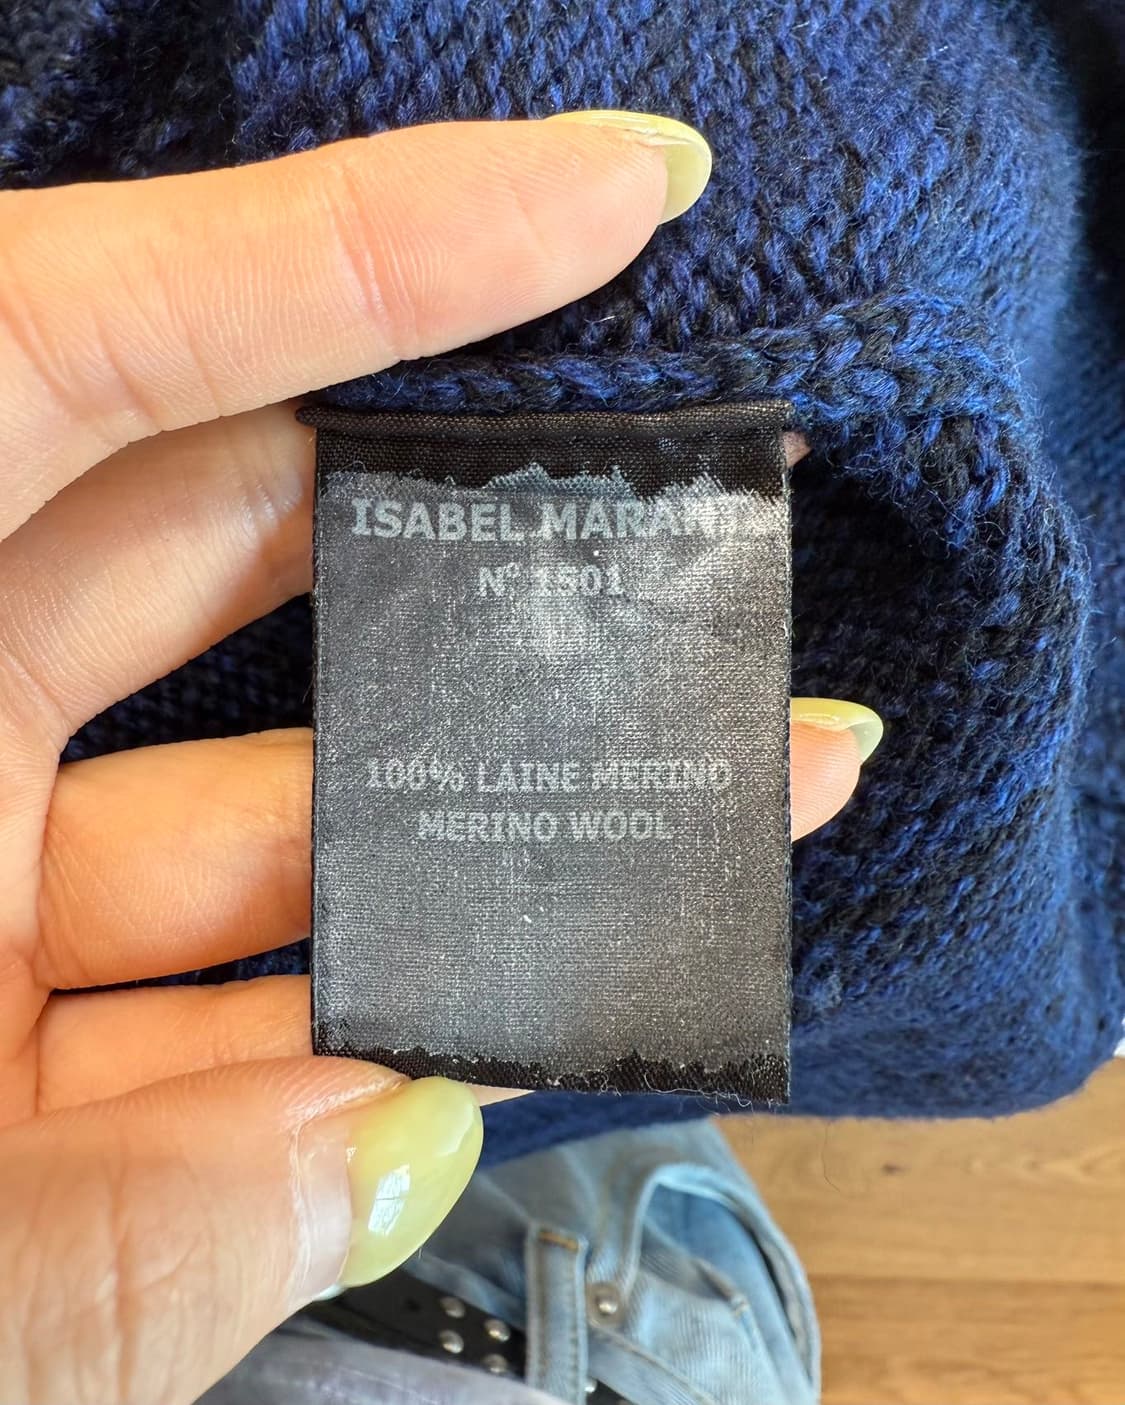 ISABEL MARANT
N° 1501
100% LAINE MERINO
MERINO WOOL